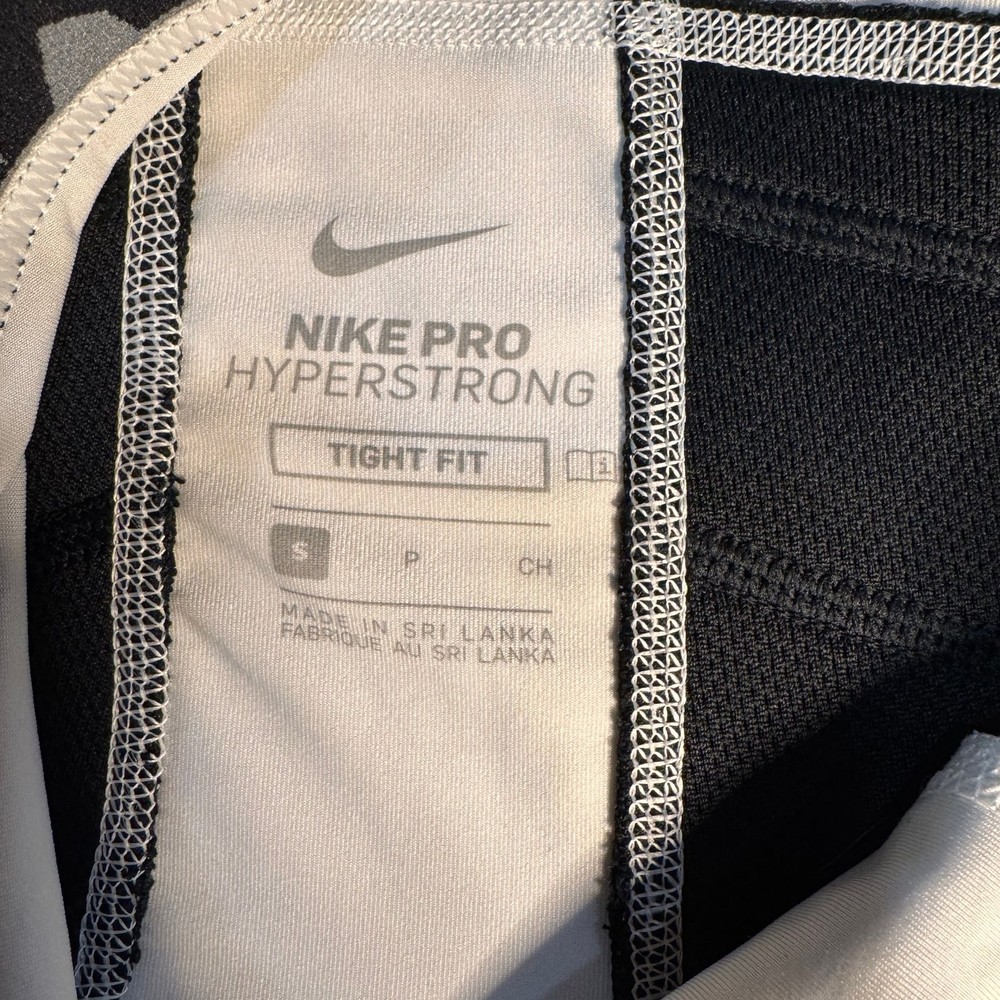 NIKE PRO
HYPERSTRONG
TIGHT FIT i
S P CH
MADE IN SRI LANKA
FABRIQUE AU SRI LANKA